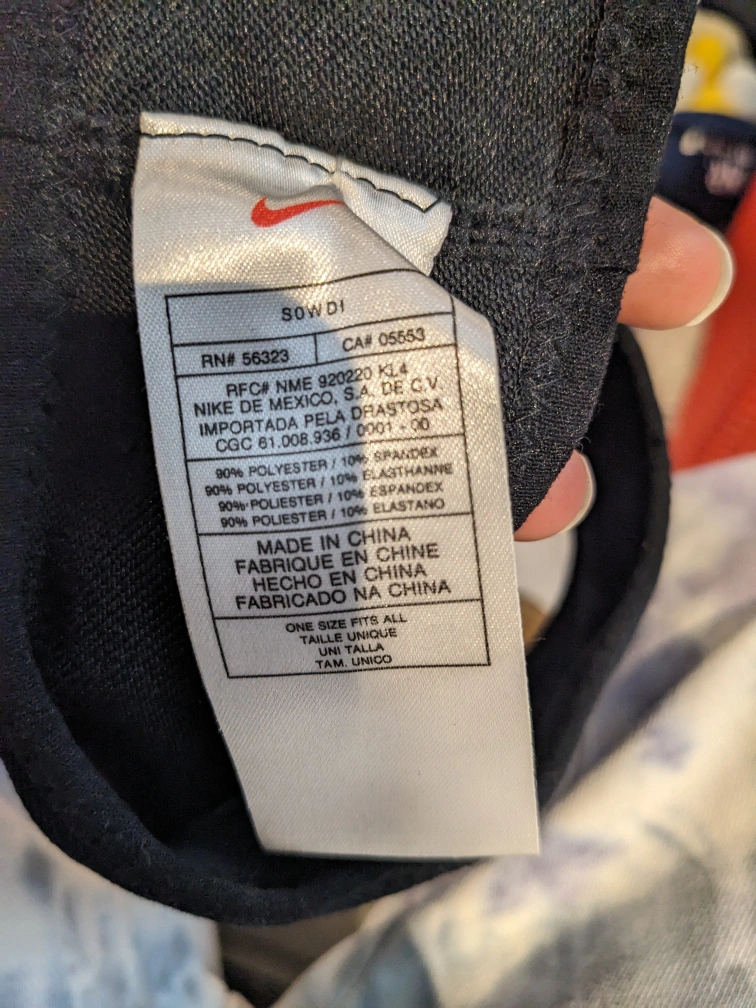 S0WD!
RN# 56323 CA# 05553
RFC# NME 920220 KL4
NIKE DE MEXICO, S.A. DE C.V
IMPORTADA PELA DRASTOSA
CGC 61.008.936 / 0001 - 00
90% POLYESTER / 10% SPANDEX
90% POLYESTER / 10% ELASTHANNE
90% POLIESTER / 10% ESPANDEX
90% POLIESTER / 10% ELASTANO
MADE IN CHINA
FABRIQUE EN CHINE
HECHO EN CHINA
FABRICADO NA CHINA
ONE SIZE FITS ALL
TAILLE UNIQUE
UNI TALLA
TAM. UNICO